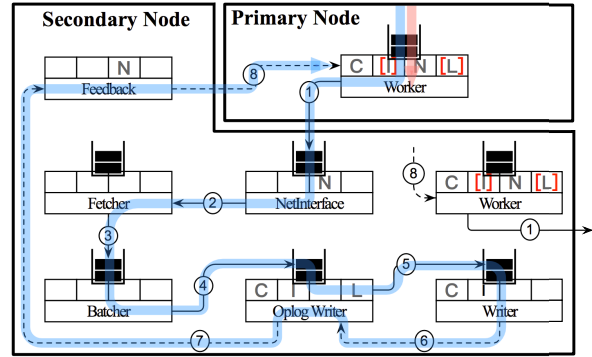 Secondary Node
Primary Node
N
Feedback
8
C [I] N [L]
Worker
1
Fetcher
2
N
NetInterface
8
C [I] N [L]
Worker
1
3
Batcher
4
C L
Oplog Writer
5
C
Writer
7
6